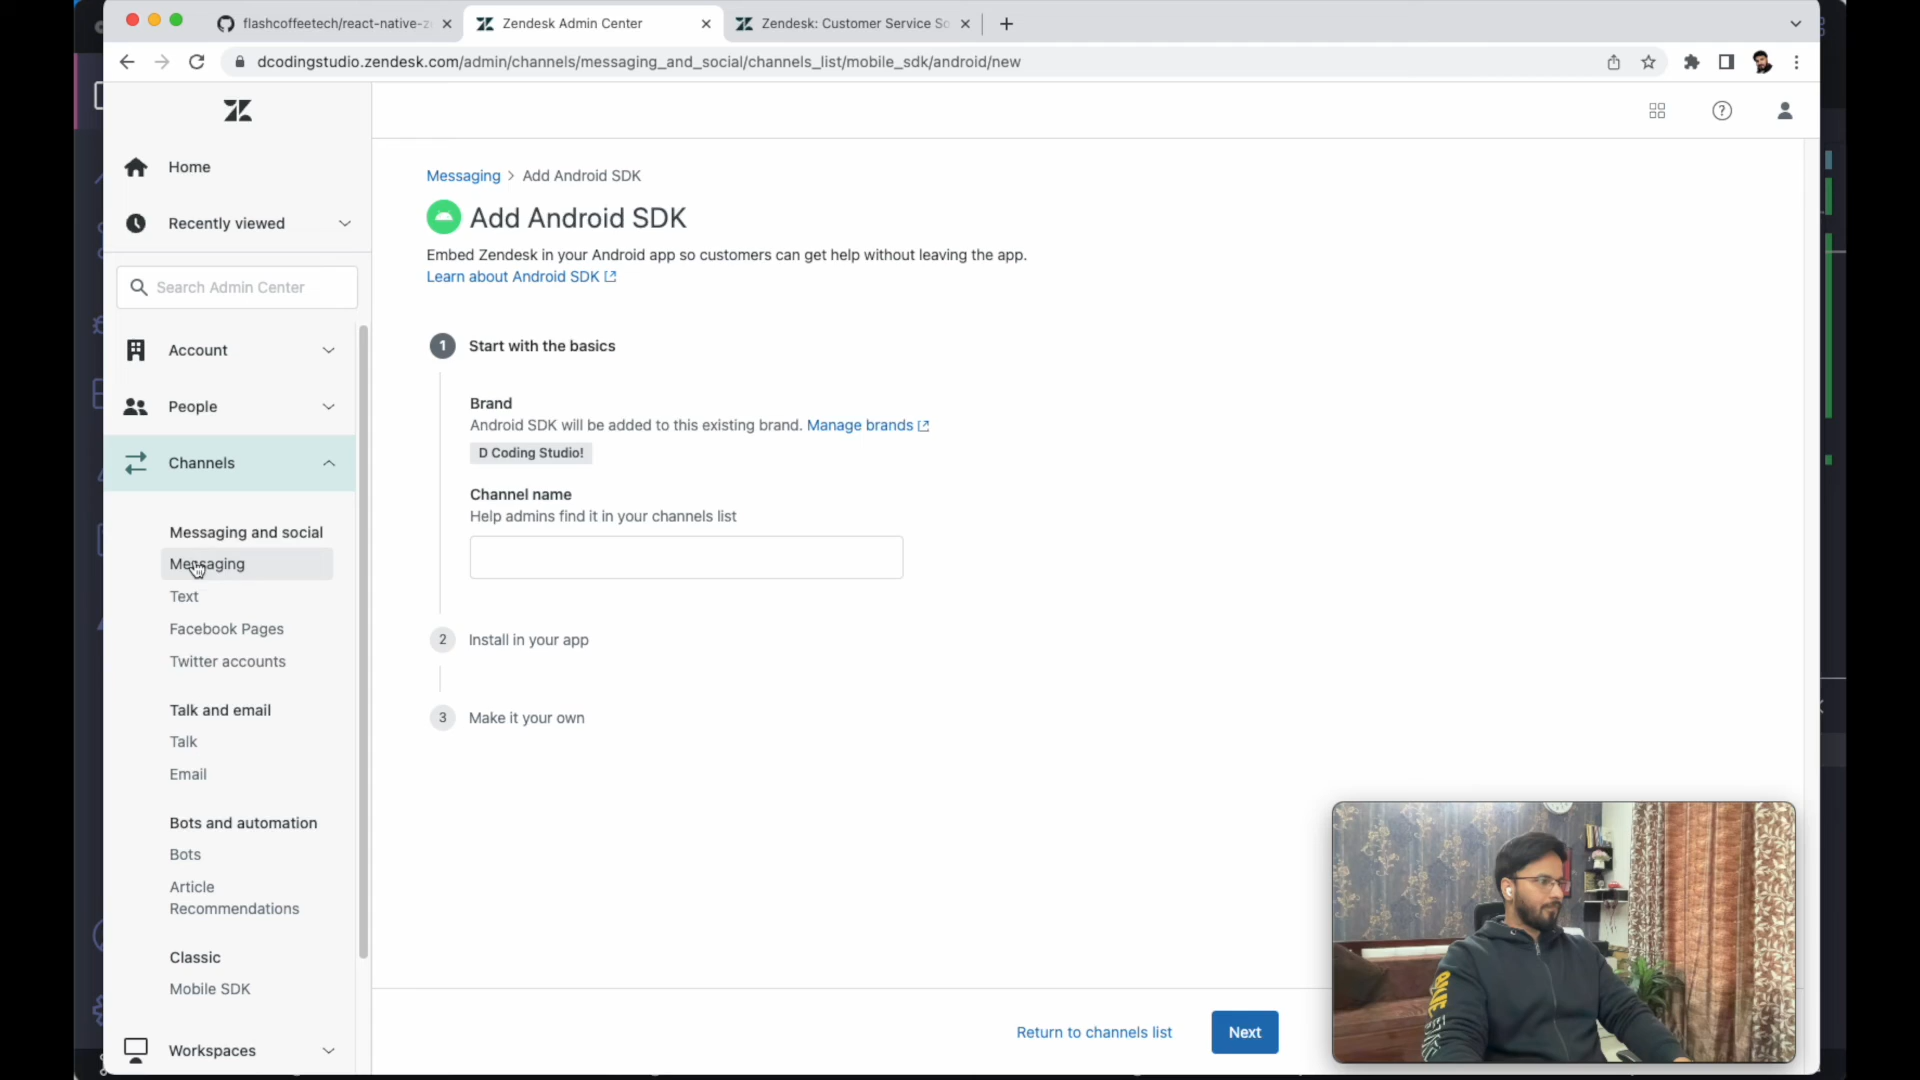 flashcoffeetech/react-native-z
Zendesk Admin Center
Zendesk: Customer Service So
dcodingstudio.zendesk.com/admin/channels/messaging_and_social/channels_list/mobile_sdk/android/new
Home
Recently viewed
Search Admin Center
Account
People
Channels
Messaging and social
Messaging
Text
Facebook Pages
Twitter accounts
Talk and email
Talk
Email
Bots and automation
Bots
Article
Recommendations
Classic
Mobile SDK
Workspaces
Messaging > Add Android SDK
Add Android SDK
Embed Zendesk in your Android app so customers can get help without leaving the app.
Learn about Android SDK
1 Start with the basics
Brand
Android SDK will be added to this existing brand. Manage brands
D Coding Studio!
Channel name
Help admins find it in your channels list
2 Install in your app
3 Make it your own
Return to channels list
Next